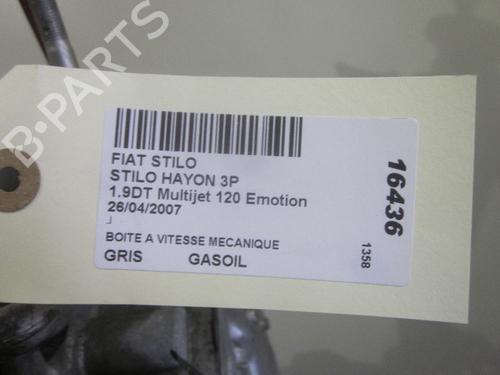 B-PARTS
FIAT STILO
STILO HAYON 3P
1.9DT Multijet 120 Emotion
26/04/2007
BOITE A VITESSE MECANIQUE
GRIS GASOIL
16436
1358